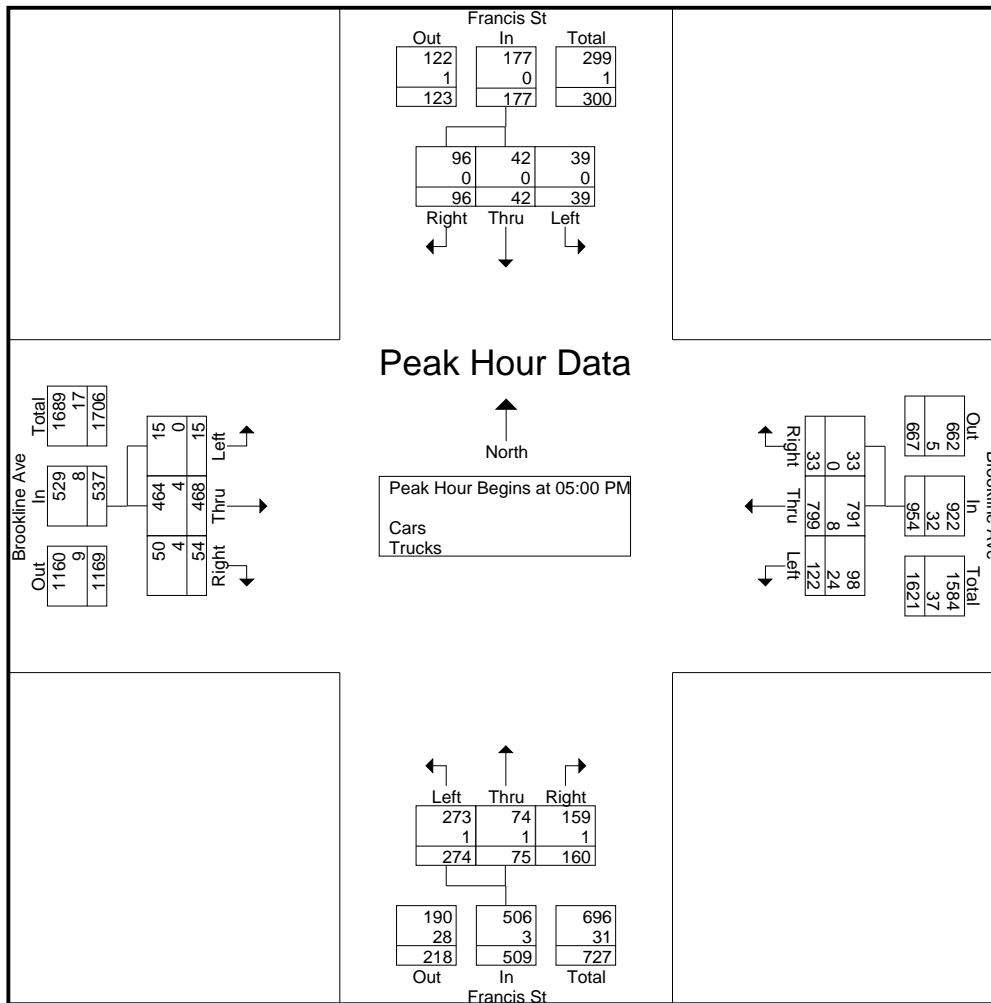 Francis St
Out In Total
122 177 299
1 0 1
123 177 300
96 42 39
0 0 0
96 42 39
Right Thru Left
Peak Hour Data
North
Peak Hour Begins at 05:00 PM
Cars
Trucks
Brookline Ave
Out In Total
1160 529 1689
9 8 17
1169 537 1706
Left Thru Right
15 464 50
0 4 4
15 468 54
Brookline Ave
Out In Total
662 922 1584
5 32 37
667 954 1621
Right Thru Left
33 791 98
0 8 24
33 799 122
Left Thru Right
273 74 159
1 1 1
274 75 160
190 506 696
28 3 31
218 509 727
Out In Total
Francis St